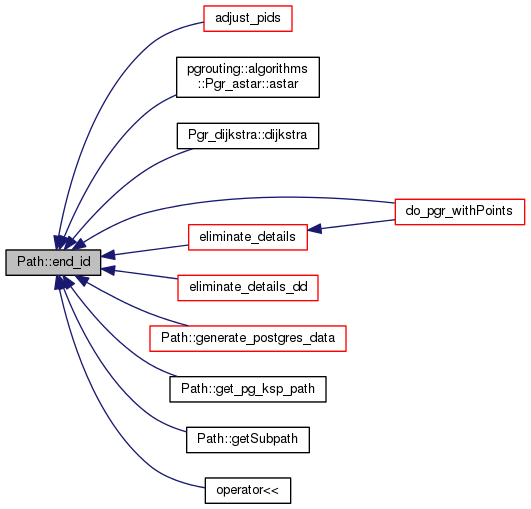 adjust_pids
pgrouting::algorithms
::Pgr_astar::astar
Pgr_dijkstra::dijkstra
do_pgr_withPoints
eliminate_details
Path::end_id
eliminate_details_dd
Path::generate_postgres_data
Path::get_pg_ksp_path
Path::getSubpath
operator<<